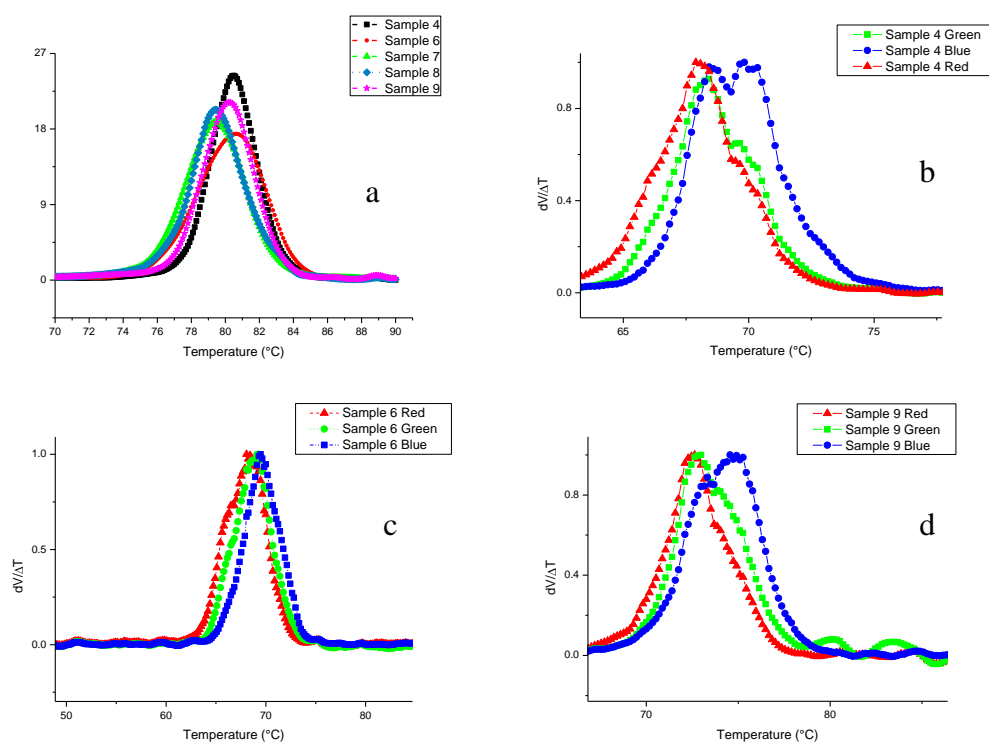 Sample 4
Sample 6
Sample 7
Sample 8
Sample 9
27
18
9
0
70 72 74 76 78 80 82 84 86 88 90
Temperature (°C)
a
Sample 4 Green
Sample 4 Blue
Sample 4 Red
dV/ΔT
0.8
0.4
0.0
65 70 75
Temperature (°C)
b
Sample 6 Red
Sample 6 Green
Sample 6 Blue
dV/ΔT
1.0
0.5
0.0
50 60 70 80
Temperature (°C)
c
Sample 9 Red
Sample 9 Green
Sample 9 Blue
dV/ΔT
0.8
0.4
0.0
70 75 80
Temperature (°C)
d